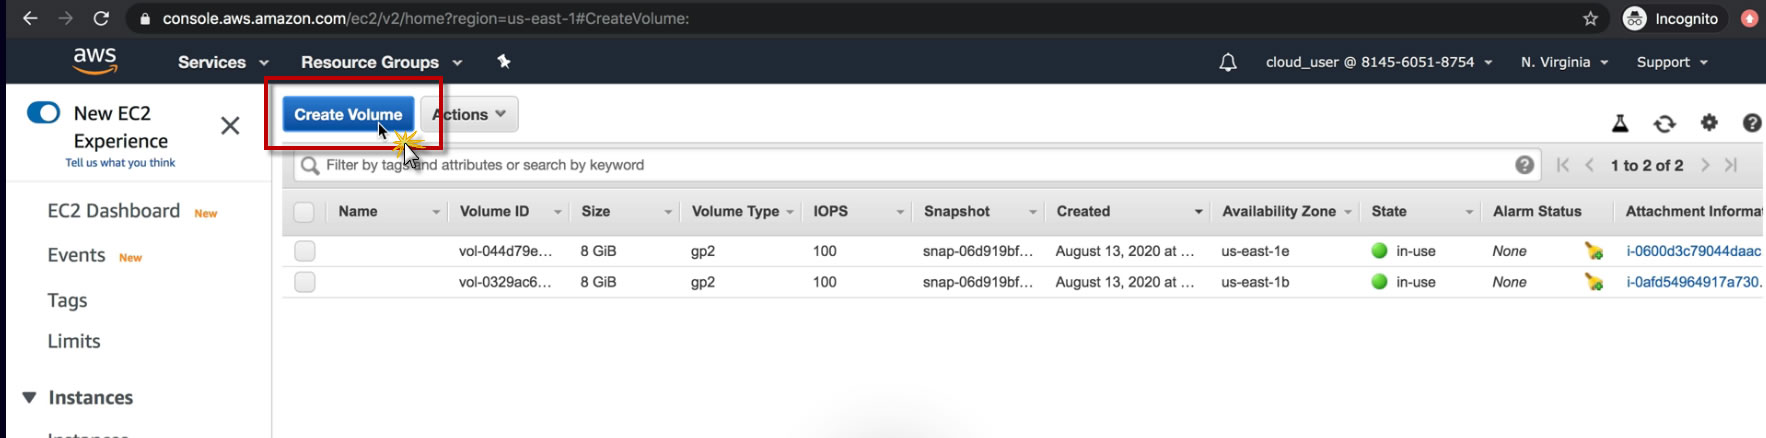 console.aws.amazon.com/ec2/v2/home?region=us-east-1#CreateVolume:
Incognito
aws
Services
Resource Groups
cloud_user @ 8145-6051-8754
N. Virginia
Support
New EC2
Experience
Tell us what you think
EC2 Dashboard New
Events New
Tags
Limits
Instances
Create Volume
Actions
Filter by tags and attributes or search by keyword
1 to 2 of 2
Name Volume ID Size Volume Type IOPS Snapshot Created Availability Zone State Alarm Status Attachment Informa
vol-044d79e... 8 GiB gp2 100 snap-06d919bf... August 13, 2020 at ... us-east-1e in-use None i-0600d3c79044daac
vol-0329ac6... 8 GiB gp2 100 snap-06d919bf... August 13, 2020 at ... us-east-1b in-use None i-0afd54964917a730.